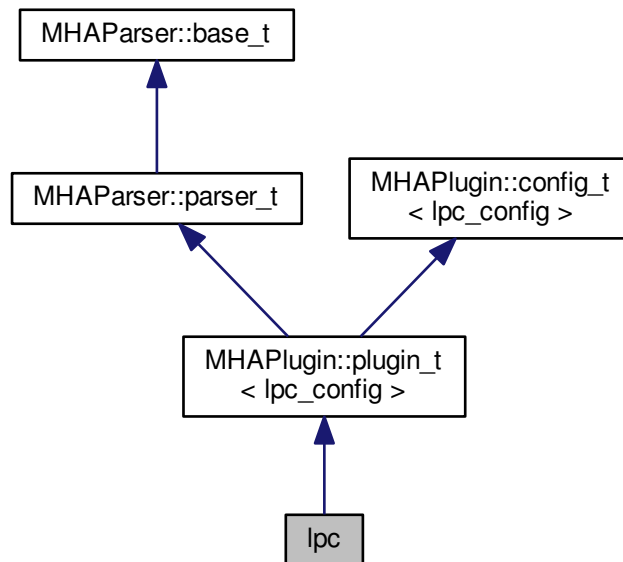 MHAParser::base_t
MHAParser::parser_t
MHAPlugin::config_t
< lpc_config >
MHAPlugin::plugin_t
< lpc_config >
lpc